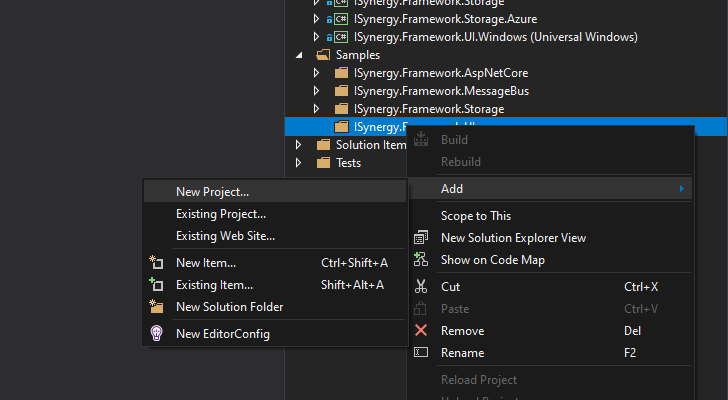 ISynergy.Framework.Storage
C# ISynergy.Framework.Storage.Azure
C# ISynergy.Framework.UI.Windows (Universal Windows)
Samples
ISynergy.Framework.AspNetCore
ISynergy.Framework.MessageBus
ISynergy.Framework.Storage
Solution Item
Tests
Build
Rebuild
Add
Scope to This
New Solution Explorer View
Show on Code Map
Cut Ctrl+X
Paste Ctrl+V
Remove Del
Rename F2
Reload Project
New Project...
Existing Project...
Existing Web Site...
New Item... Ctrl+Shift+A
Existing Item... Shift+Alt+A
New Solution Folder
New EditorConfig